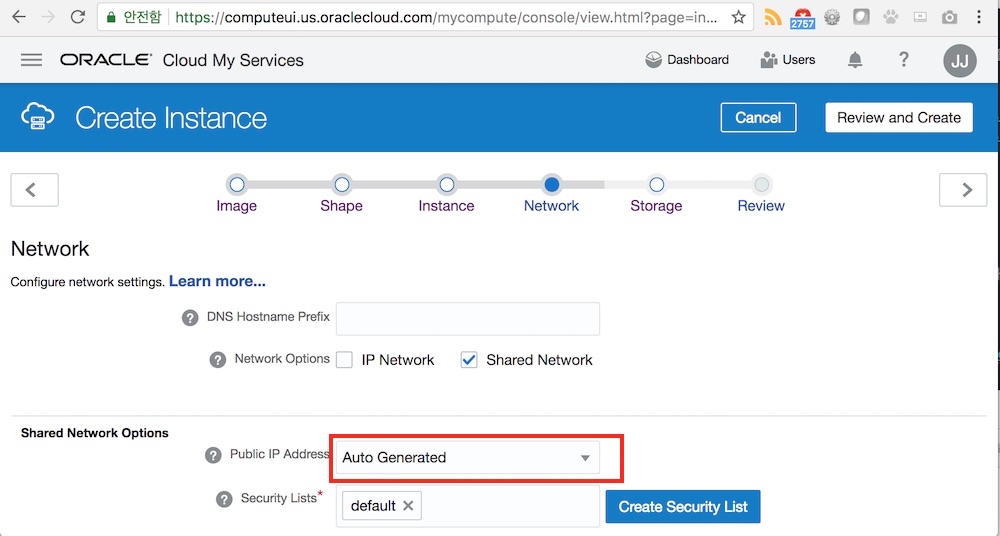 안전함 https://computeui.us.oraclecloud.com/mycompute/console/view.html?page=in...
2757
ORACLE Cloud My Services Dashboard Users ? JJ
Create Instance Cancel Review and Create
Image Shape Instance Network Storage Review
Network
Configure network settings. Learn more...
? DNS Hostname Prefix
? Network Options IP Network Shared Network
Shared Network Options
? Public IP Address Auto Generated
? Security Lists* default Create Security List